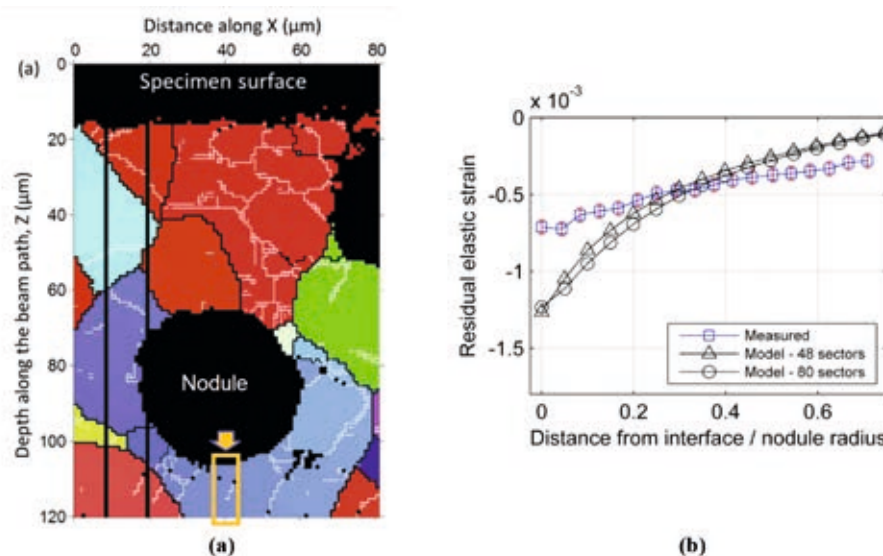 Distance along X (μm)
0 20 40 60 80
(a)
Specimen surface
0
20
40
60
80
100
120
Depth along the beam path, Z (μm)
Nodule
(a)
x 10-3
0
-0.5
-1
-1.5
Residual elastic strain
Measured
Model - 48 sectors
Model - 80 sectors
0 0.2 0.4 0.6
Distance from interface / nodule radius
(b)